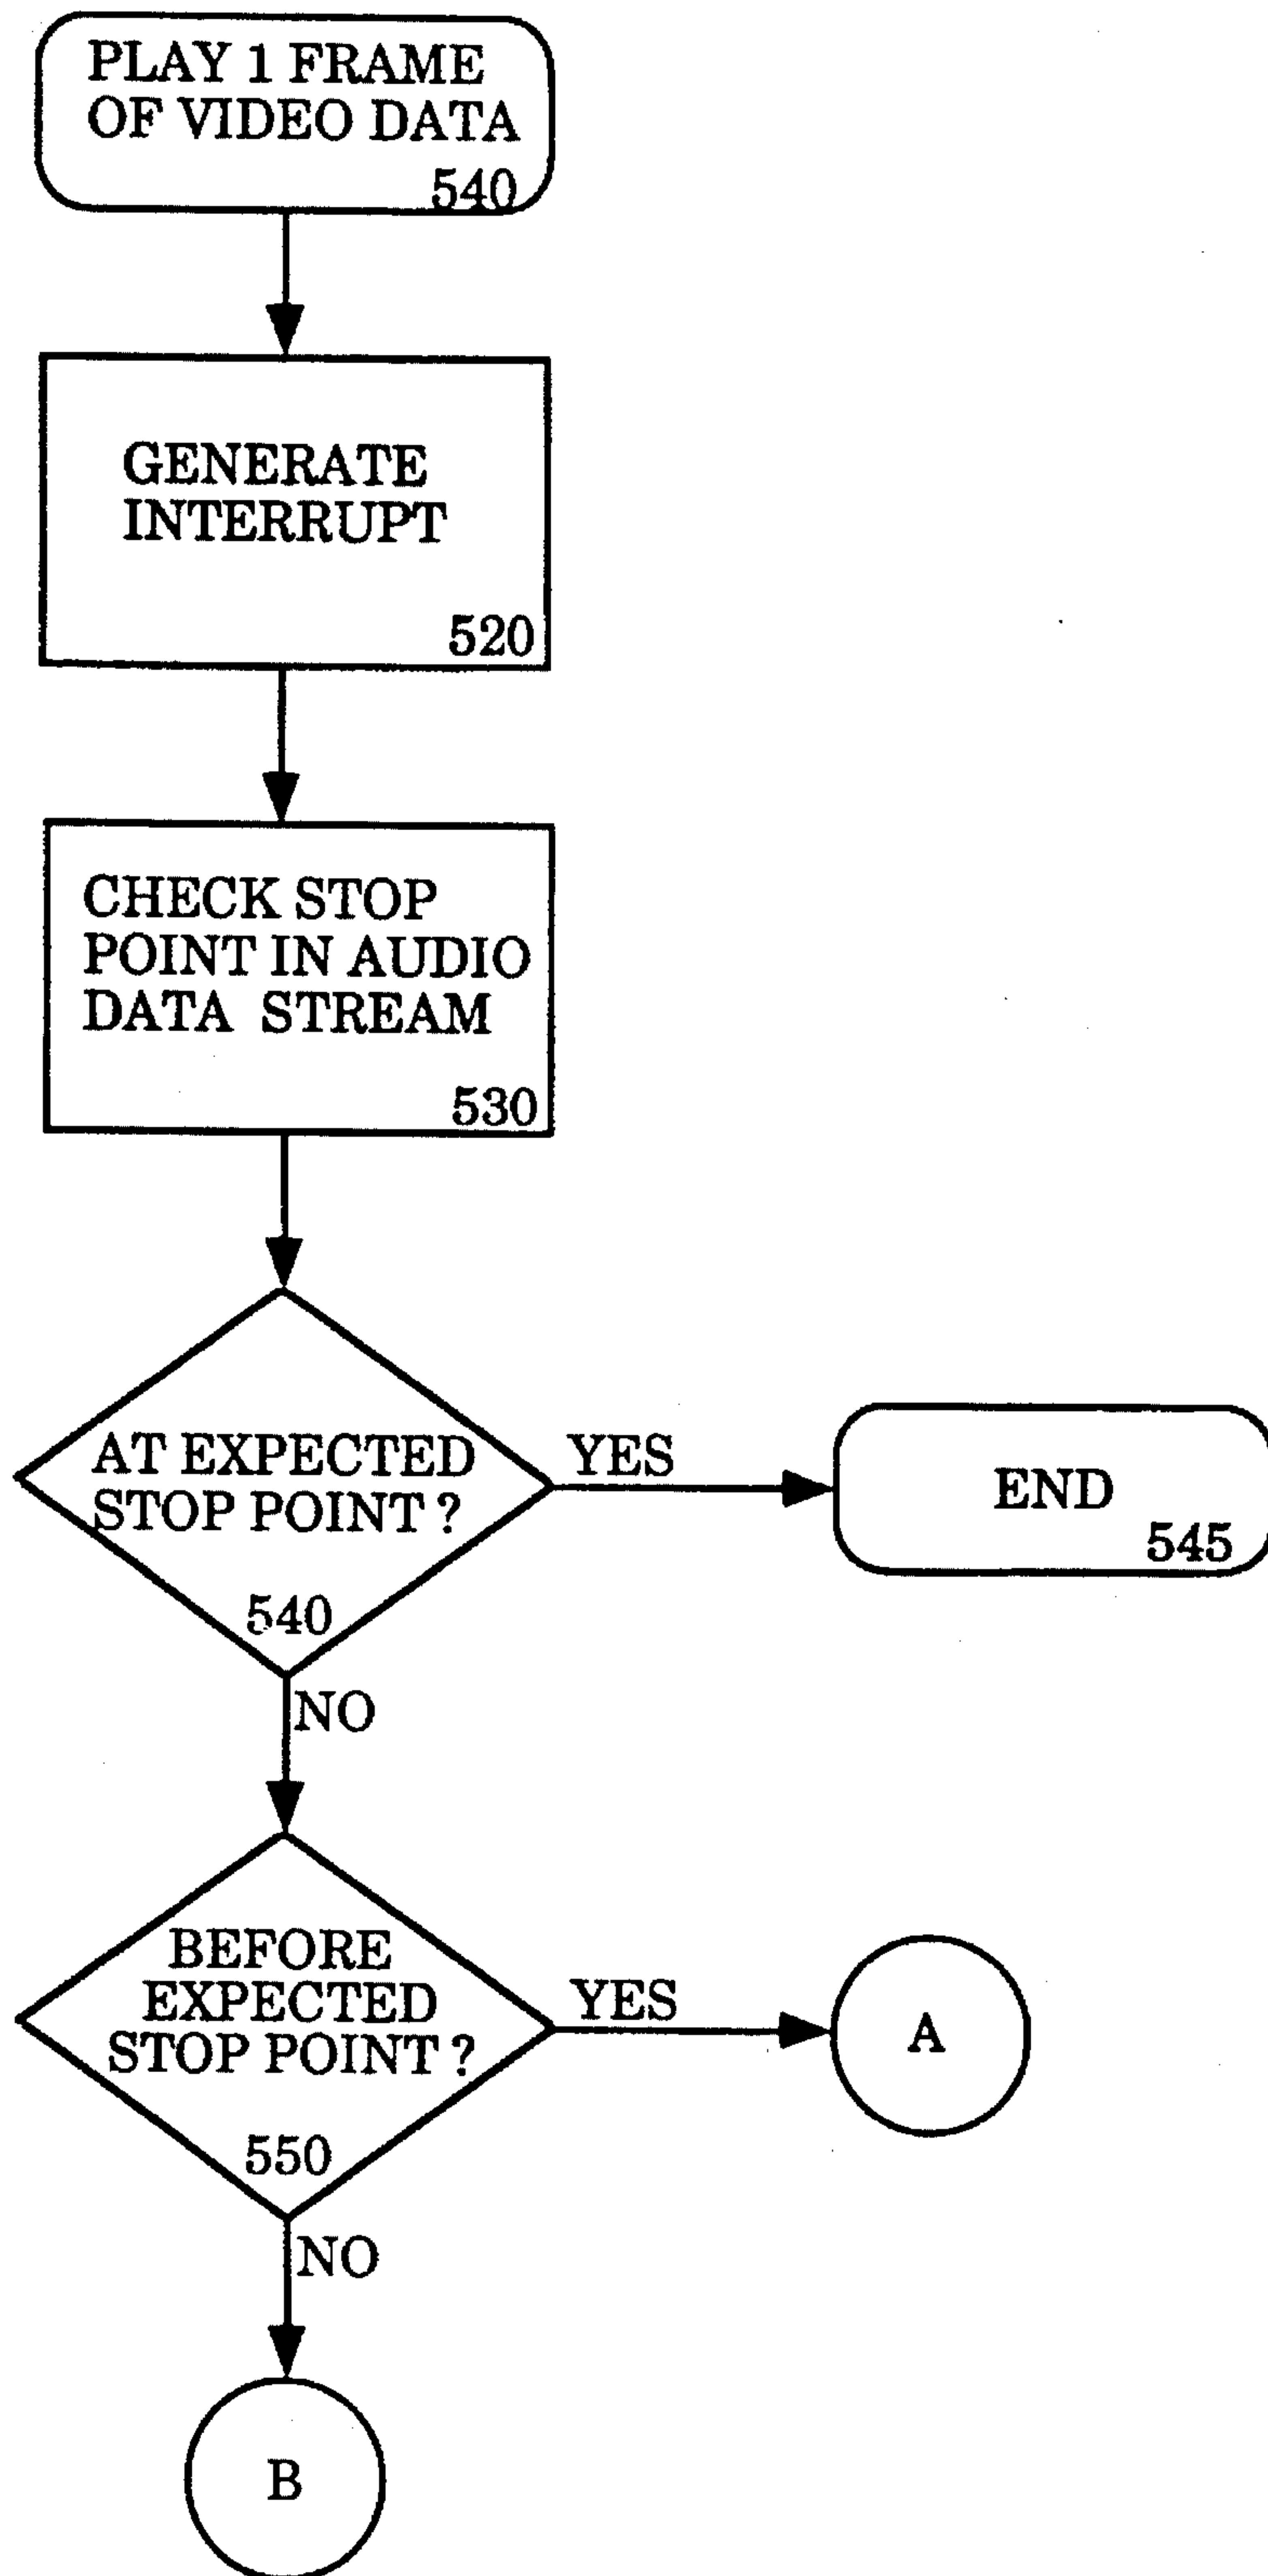 PLAY 1 FRAME
OF VIDEO DATA
540
GENERATE
INTERRUPT
520
CHECK STOP
POINT IN AUDIO
DATA STREAM
530
AT EXPECTED
STOP POINT ?
540
YES
END
545
NO
BEFORE
EXPECTED
STOP POINT ?
550
YES
A
NO
B